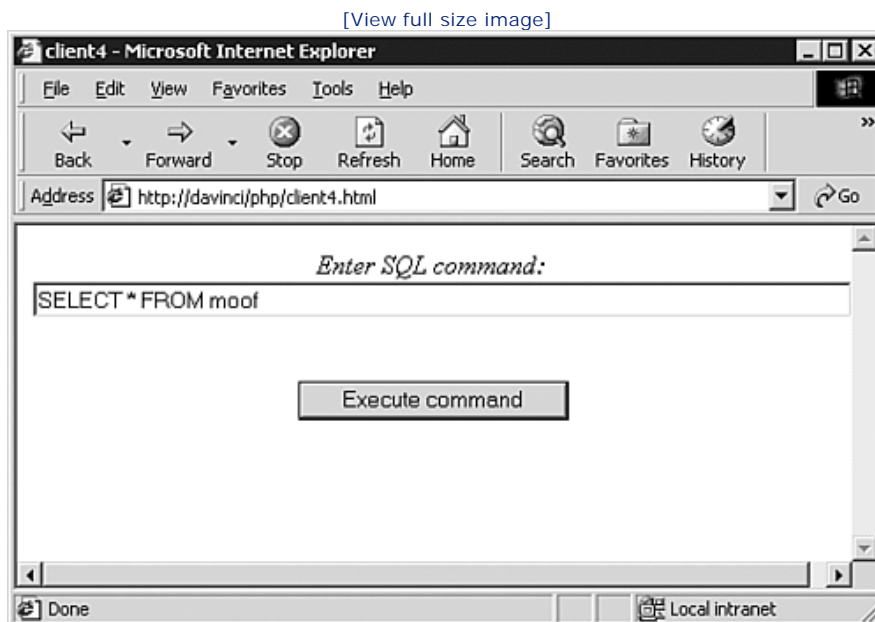 [View full size image]
client4 - Microsoft Internet Explorer
File Edit View Favorites Tools Help
Back Forward Stop Refresh Home Search Favorites History »
Address http://davinci/php/client4.html Go
Enter SQL command:
SELECT * FROM moof
Execute command
Done Local intranet